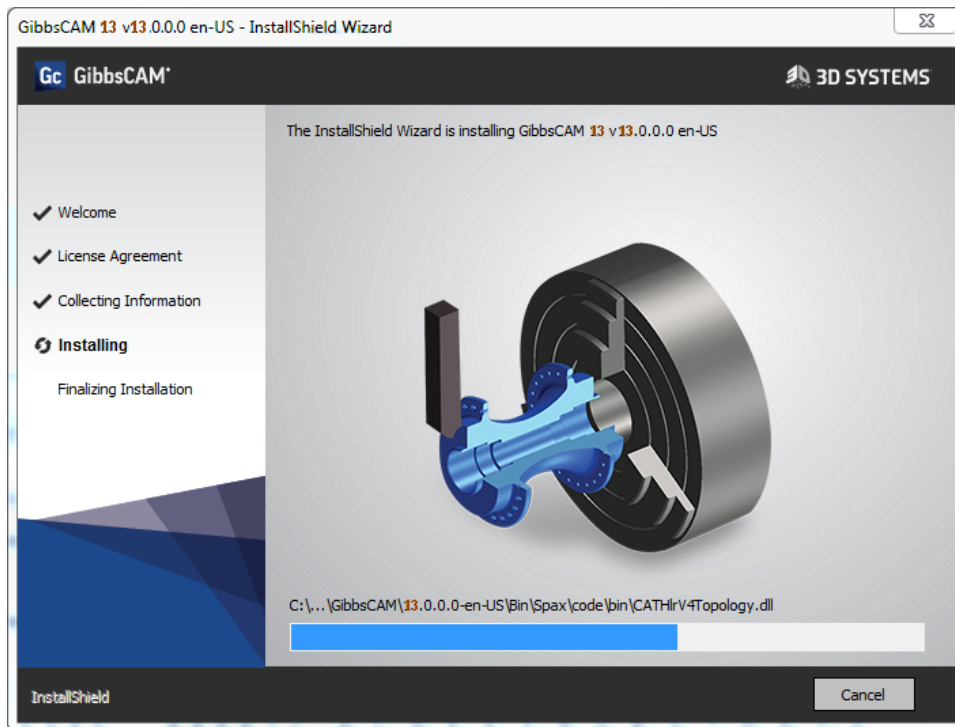 GibbsCAM 13 v13.0.0.0 en-US - InstallShield Wizard
Gc GibbsCAM®
3D SYSTEMS
The InstallShield Wizard is installing GibbsCAM 13 v13.0.0.0 en-US
Welcome
License Agreement
Collecting Information
Installing
Finalizing Installation
C:\...\GibbsCAM\13.0.0.0-en-US\Bin\Spax\code\bin\CATHlrV4Topology.dll
InstallShield
Cancel